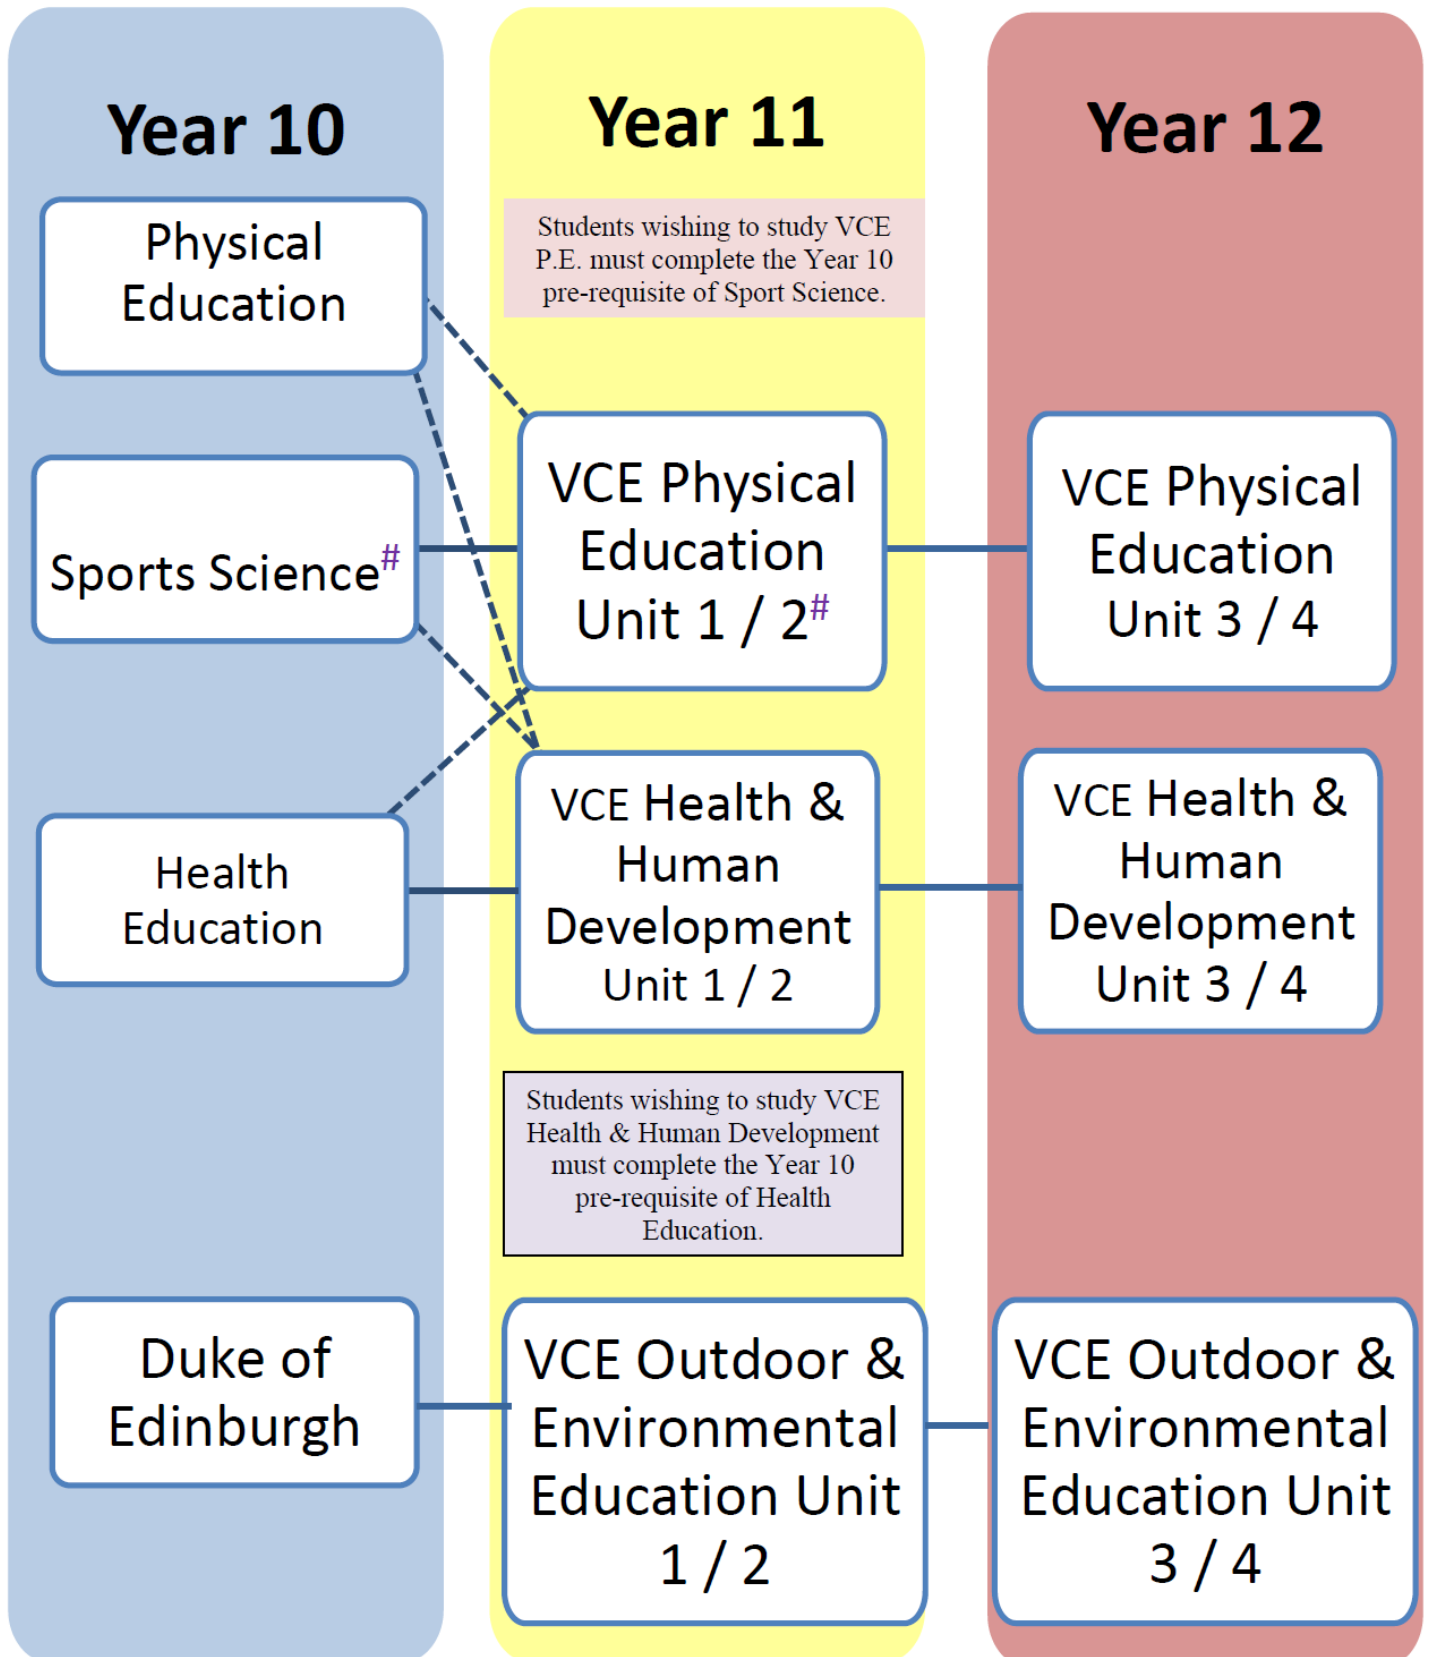 Year 10
Physical
Education
Sports Science#
Health
Education
Duke of
Edinburgh
Year 11
Students wishing to study VCE
P.E. must complete the Year 10
pre-requisite of Sport Science.
VCE Physical
Education
Unit 1 / 2#
VCE Health &
Human
Development
Unit 1 / 2
Students wishing to study VCE
Health & Human Development
must complete the Year 10
pre-requisite of Health
Education.
VCE Outdoor &
Environmental
Education Unit
1 / 2
Year 12
VCE Physical
Education
Unit 3 / 4
VCE Health &
Human
Development
Unit 3 / 4
VCE Outdoor &
Environmental
Education Unit
3 / 4